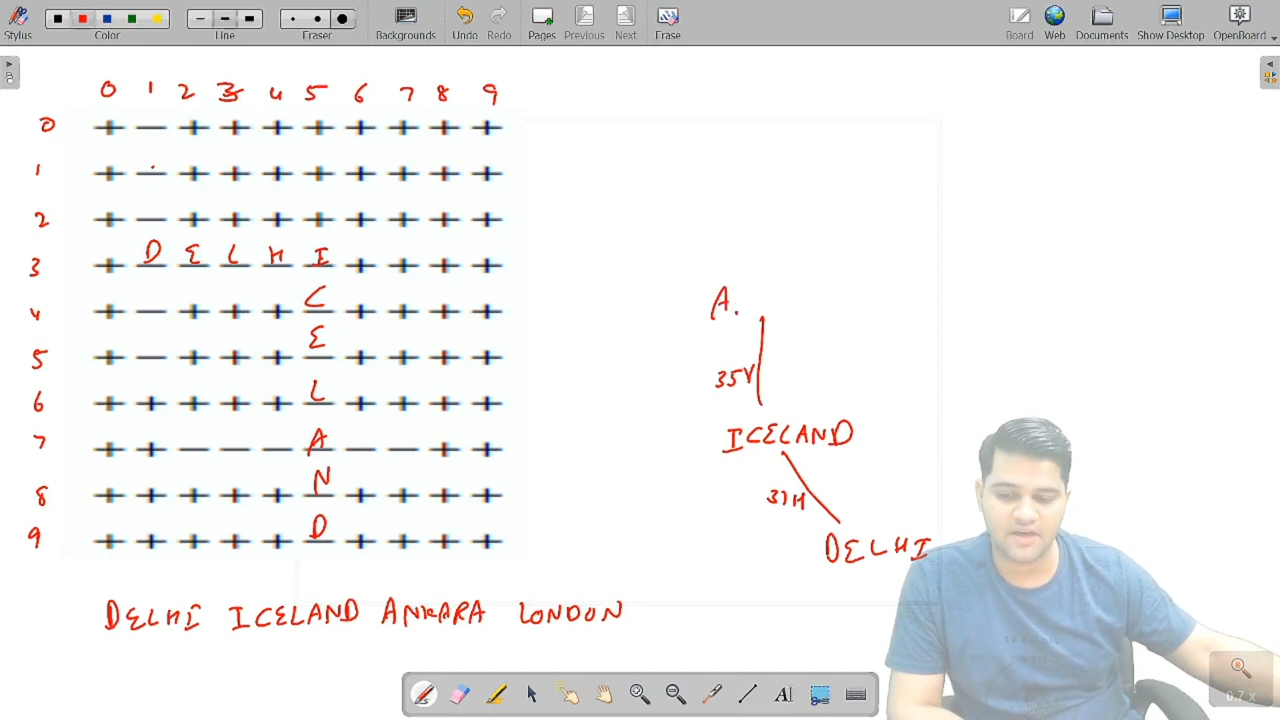 Stylus Color Line Eraser Backgrounds Undo Redo Pages Previous Next Erase Board Web Documents Show Desktop OpenBoard
0 1 2 3 4 5 6 7 8 9
0
1
2
3 D E L H I
4 C
5 E
6 L
7 A
8 N
9 D
A.
35V
ICELAND
31H
DELHI
DELHI ICELAND ANKARA LONDON
0.7 x